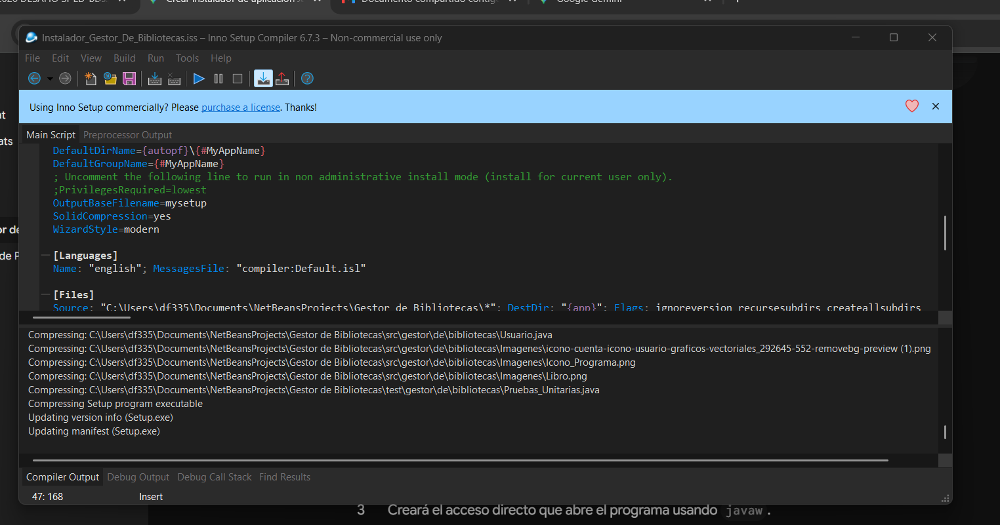 Crear instalador de aplicación
Documento compartido contig
Google Gemini
Instalador_Gestor_De_Bibliotecas.iss – Inno Setup Compiler 6.7.3 – Non-commercial use only
File Edit View Build Run Tools Help
Using Inno Setup commercially? Please purchase a license. Thanks!
Main Script Preprocessor Output
DefaultDirName={autopf}\{#MyAppName}
DefaultGroupName={#MyAppName}
; Uncomment the following line to run in non administrative install mode (install for current user only).
;PrivilegesRequired=lowest
OutputBaseFilename=mysetup
SolidCompression=yes
WizardStyle=modern
[Languages]
Name: "english"; MessagesFile: "compiler:Default.isl"
[Files]
Source: "C:\Users\df335\Documents\NetBeansProjects\Gestor de Bibliotecas\*"; DestDir: "{app}"; Flags: ignoreversion recursesubdirs createallsubdirs
Compressing: C:\Users\df335\Documents\NetBeansProjects\Gestor de Bibliotecas\src\gestor\de\bibliotecas\Usuario.java
Compressing: C:\Users\df335\Documents\NetBeansProjects\Gestor de Bibliotecas\src\gestor\de\bibliotecas\Imagenes\icono-cuenta-icono-usuario-graficos-vectoriales_292645-552-removebg-preview (1).png
Compressing: C:\Users\df335\Documents\NetBeansProjects\Gestor de Bibliotecas\src\gestor\de\bibliotecas\Imagenes\Icono_Programa.png
Compressing: C:\Users\df335\Documents\NetBeansProjects\Gestor de Bibliotecas\src\gestor\de\bibliotecas\Imagenes\Libro.png
Compressing: C:\Users\df335\Documents\NetBeansProjects\Gestor de Bibliotecas\test\gestor\de\bibliotecas\Pruebas_Unitarias.java
Compressing Setup program executable
Updating version info (Setup.exe)
Updating manifest (Setup.exe)
Compiler Output Debug Output Debug Call Stack Find Results
47: 168 Insert
3 Creará el acceso directo que abre el programa usando javaw .